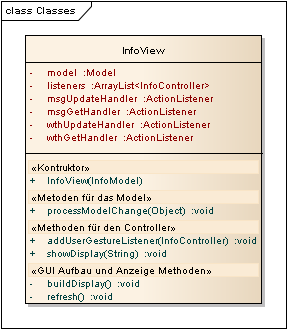 class Classes
InfoView
- model :Model
- listeners :ArrayList<InfoController>
- msgUpdateHandler :ActionListener
- msgGetHandler :ActionListener
- wthUpdateHandler :ActionListener
- wthGetHandler :ActionListener
«Kontruktor»
+ InfoView(InfoModel)
«Metoden für das Model»
+ processModelChange(Object) :void
«Methoden für den Controller»
+ addUserGestureListener(InfoController) :void
+ showDisplay(String) :void
«GUI Aufbau und Anzeige Methoden»
- buildDisplay() :void
- refresh() :void